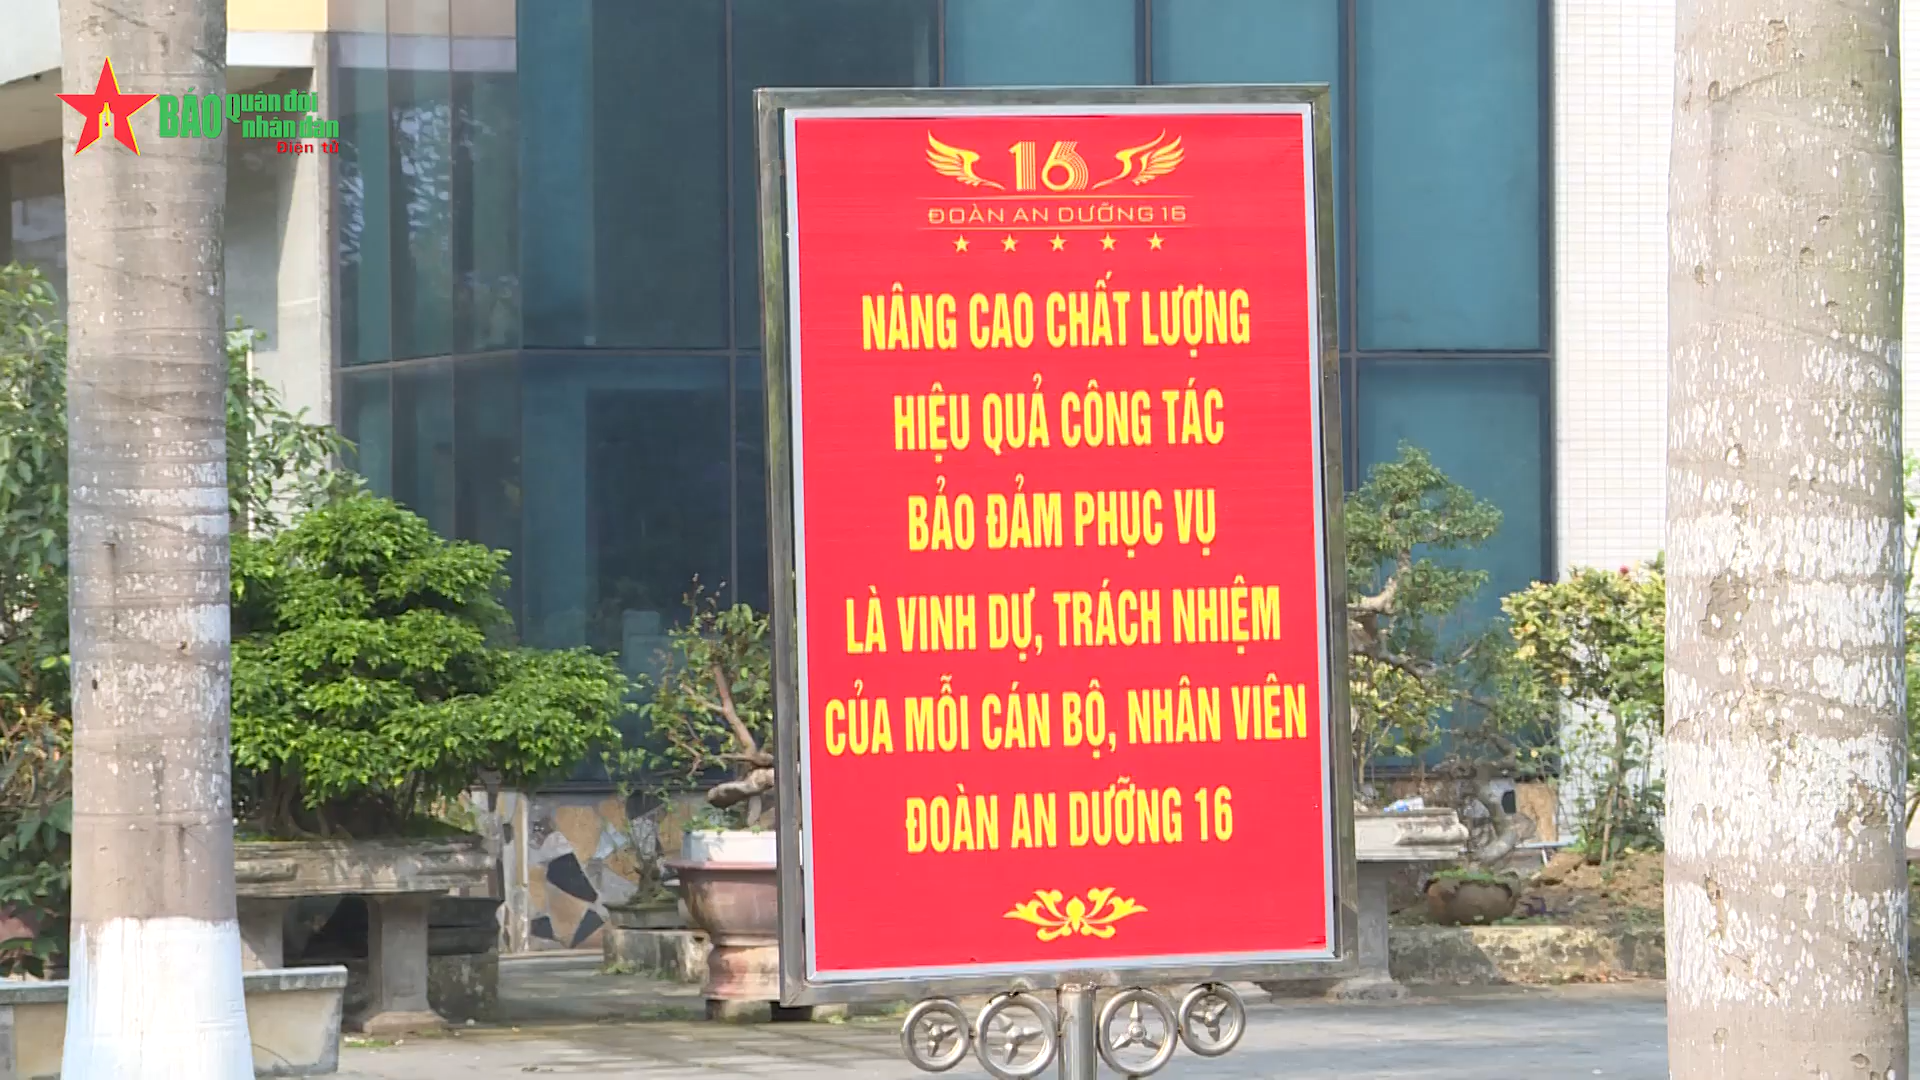 BÁO Quân đội
nhân dân
Điện tử
16
ĐOÀN AN DƯỠNG 16
NÂNG CAO CHẤT LƯỢNG
HIỆU QUẢ CÔNG TÁC
BẢO ĐẢM PHỤC VỤ
LÀ VINH DỰ, TRÁCH NHIỆM
CỦA MỖI CÁN BỘ, NHÂN VIÊN
ĐOÀN AN DƯỠNG 16